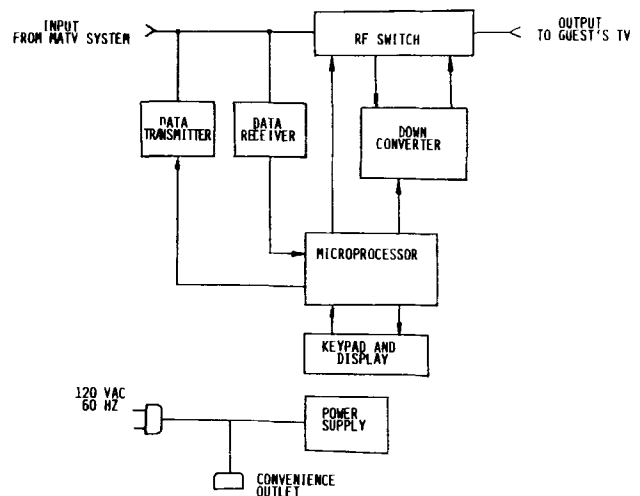 INPUT
FROM MATV SYSTEM
RF SWITCH
OUTPUT
TO GUEST'S TV
DATA
TRANSMITTER
DATA
RECEIVER
DOWN
CONVERTER
MICROPROCESSOR
KEYPAD AND
DISPLAY
120 VAC
60 HZ
POWER
SUPPLY
CONVENIENCE
OUTLET